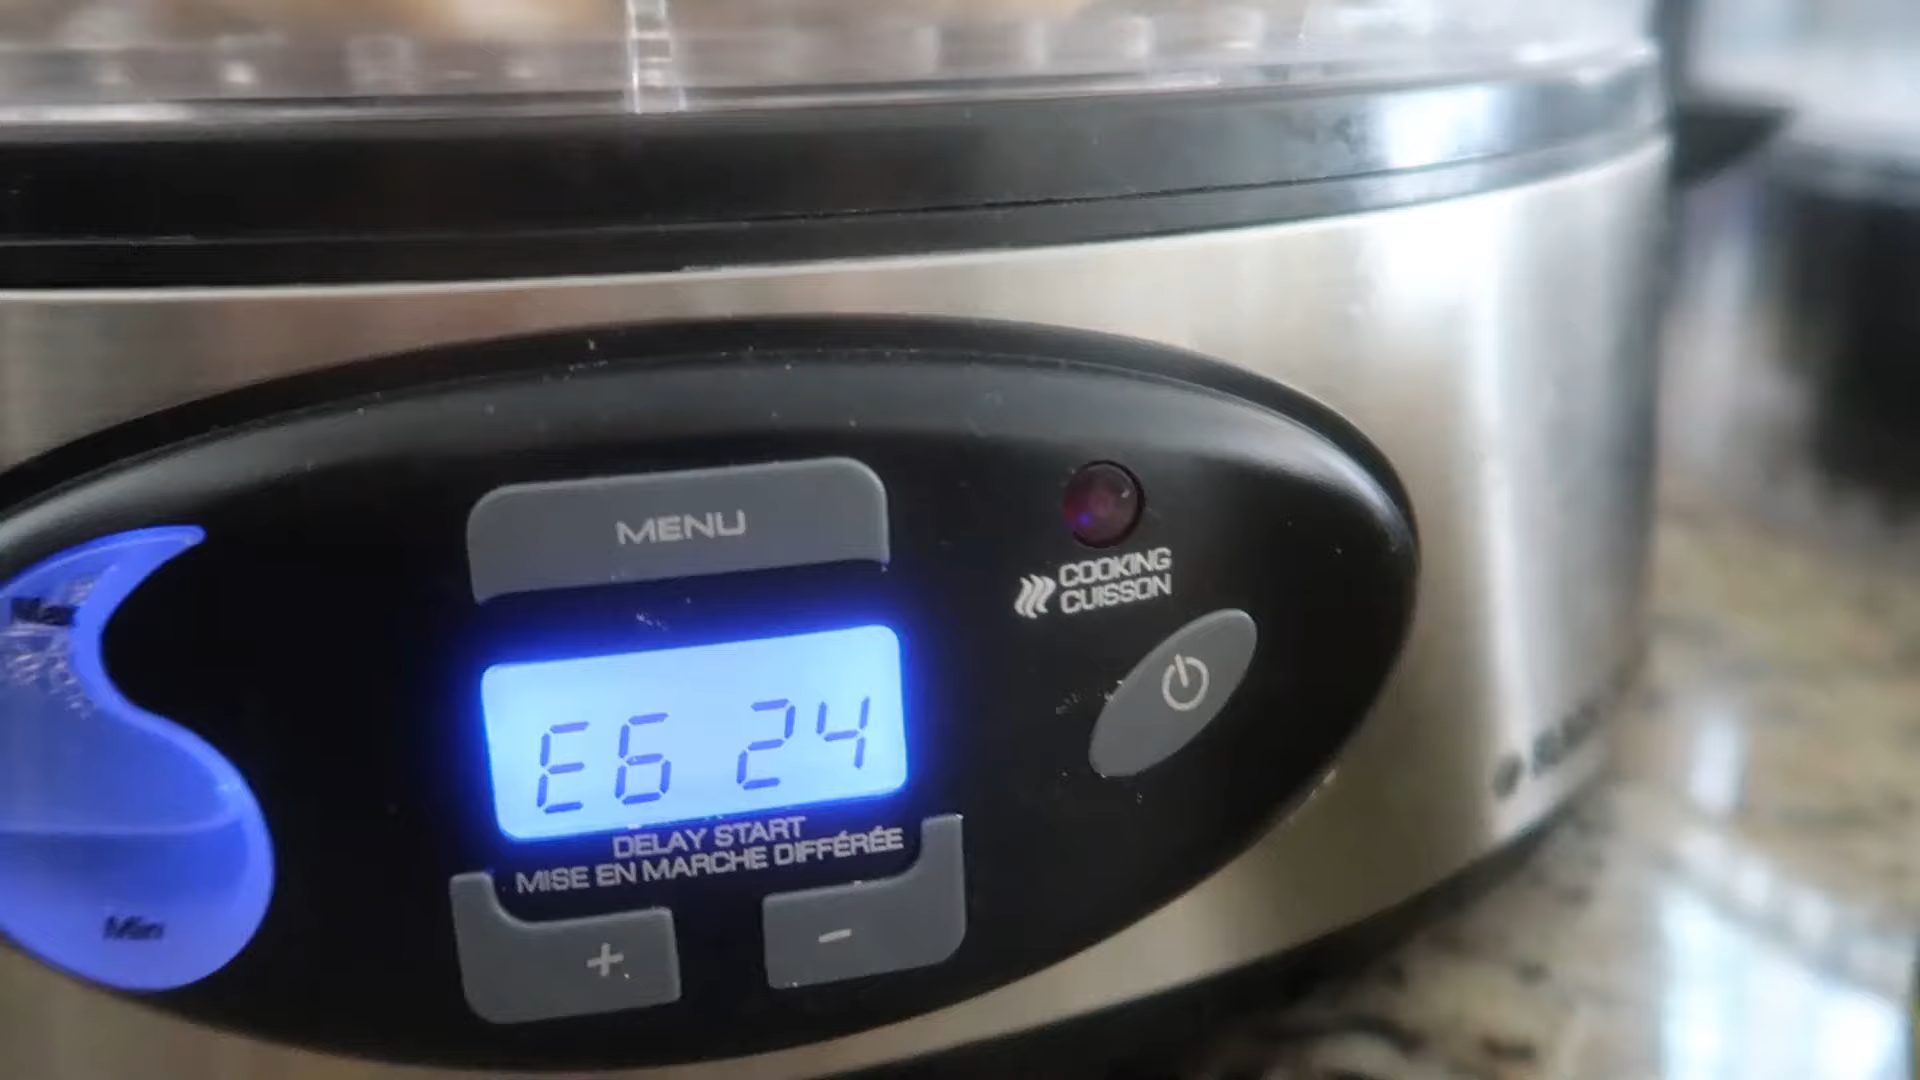 MENU
COOKING
CUISSON
E6 24
DELAY START
MISE EN MARCHE DIFFÉRÉE
+
-
Min